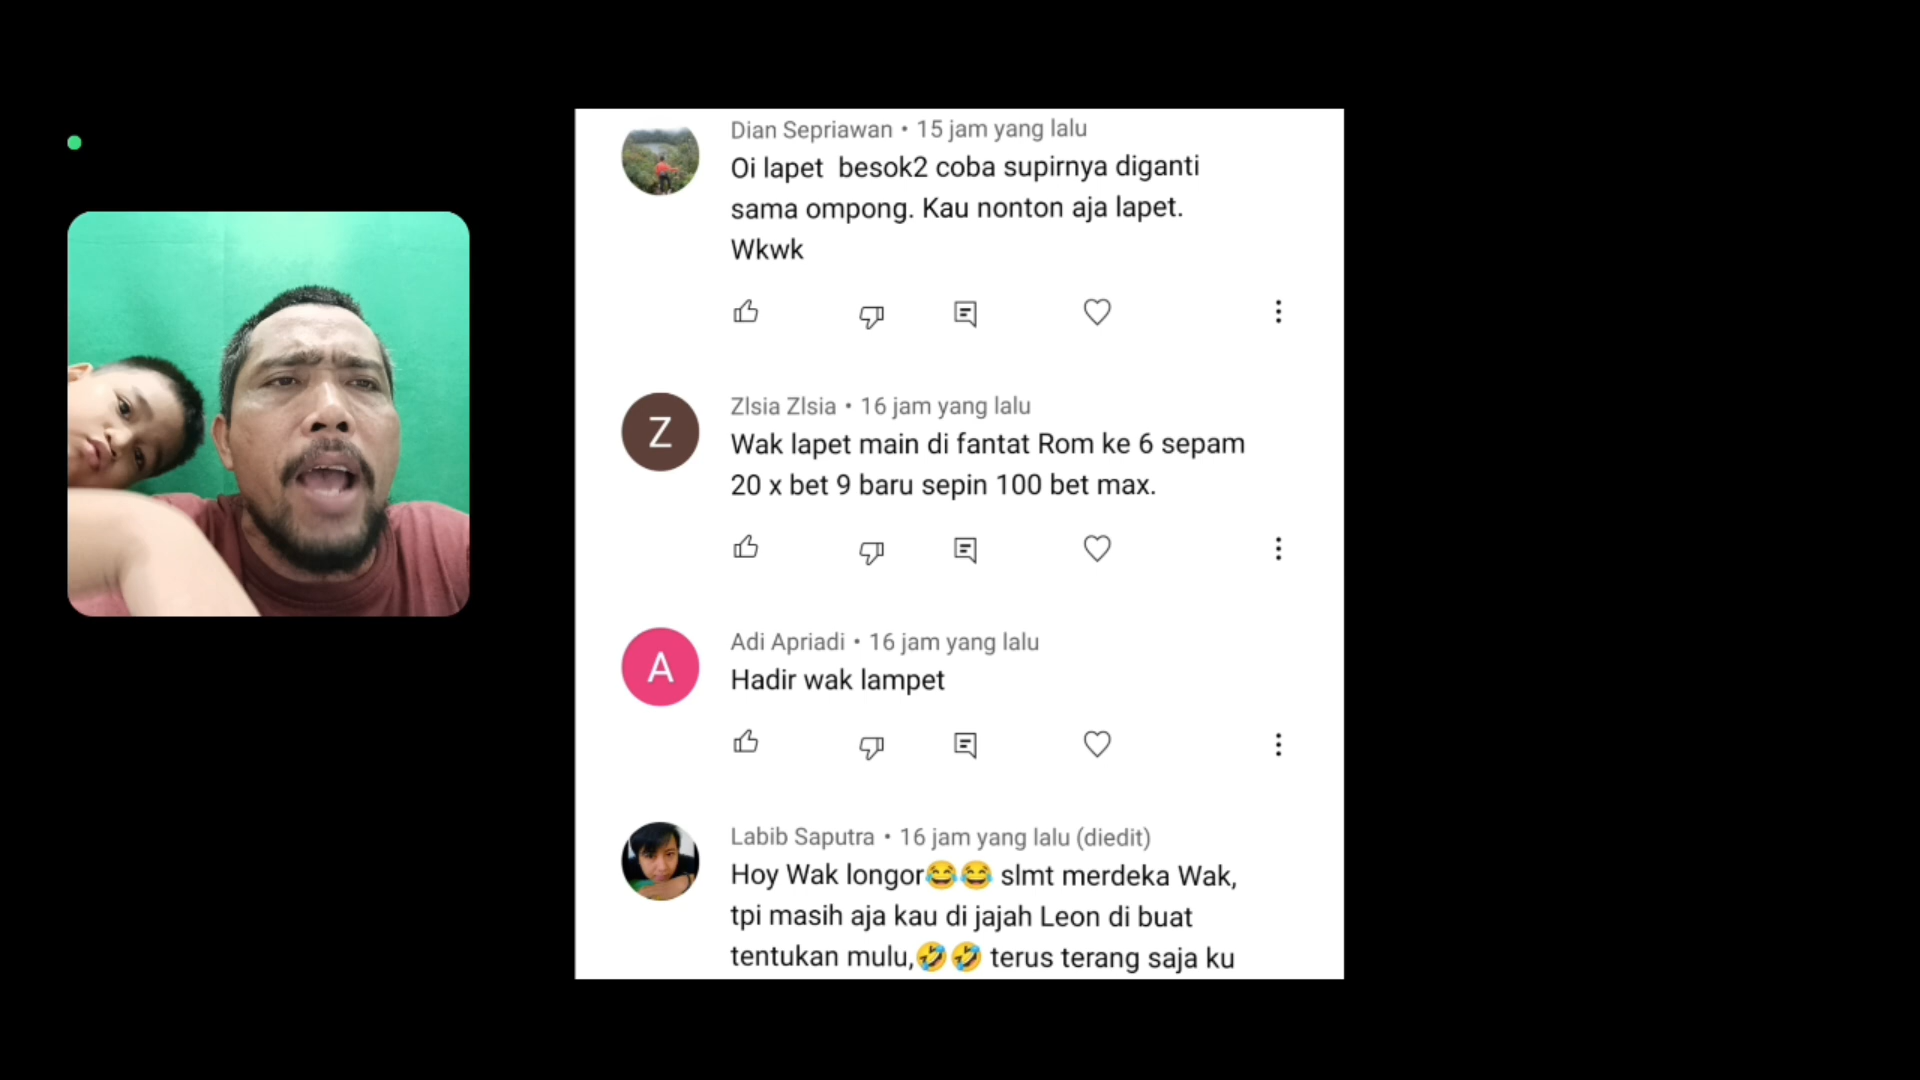 Dian Sepriawan • 15 jam yang lalu
Oi lapet  besok2 coba supirnya diganti
sama ompong. Kau nonton aja lapet.
Wkwk
Z
Zlsia Zlsia • 16 jam yang lalu
Wak lapet main di fantat Rom ke 6 sepam
20 x bet 9 baru sepin 100 bet max.
A
Adi Apriadi • 16 jam yang lalu
Hadir wak lampet
Labib Saputra • 16 jam yang lalu (diedit)
Hoy Wak longor😂😂 slmt merdeka Wak,
tpi masih aja kau di jajah Leon di buat
tentukan mulu,🤣🤣 terus terang saja ku